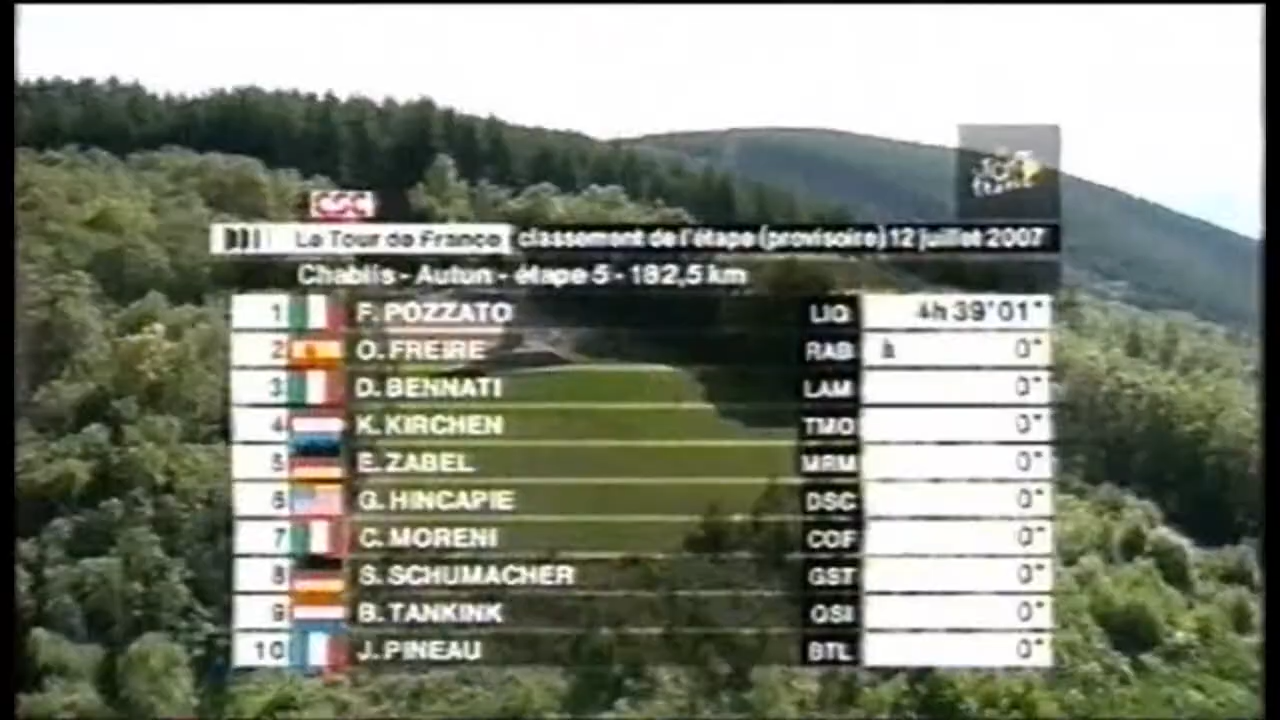 TOUR
france
Le Tour de France classement de l'étape (provisoire) 12 juillet 2007
Chablis - Autun - étape 5 - 182,5 km
1 F. POZZATO LIQ 4h 39'01"
2 O. FREIRE RAB à 0"
3 D. BENNATI LAM 0"
4 K. KIRCHEN TMO 0"
5 E. ZABEL MRM 0"
6 G. HINCAPIE DSC 0"
7 C. MORENI COF 0"
8 S. SCHUMACHER GST 0"
9 B. TANKINK QSI 0"
10 J. PINEAU BTL 0"